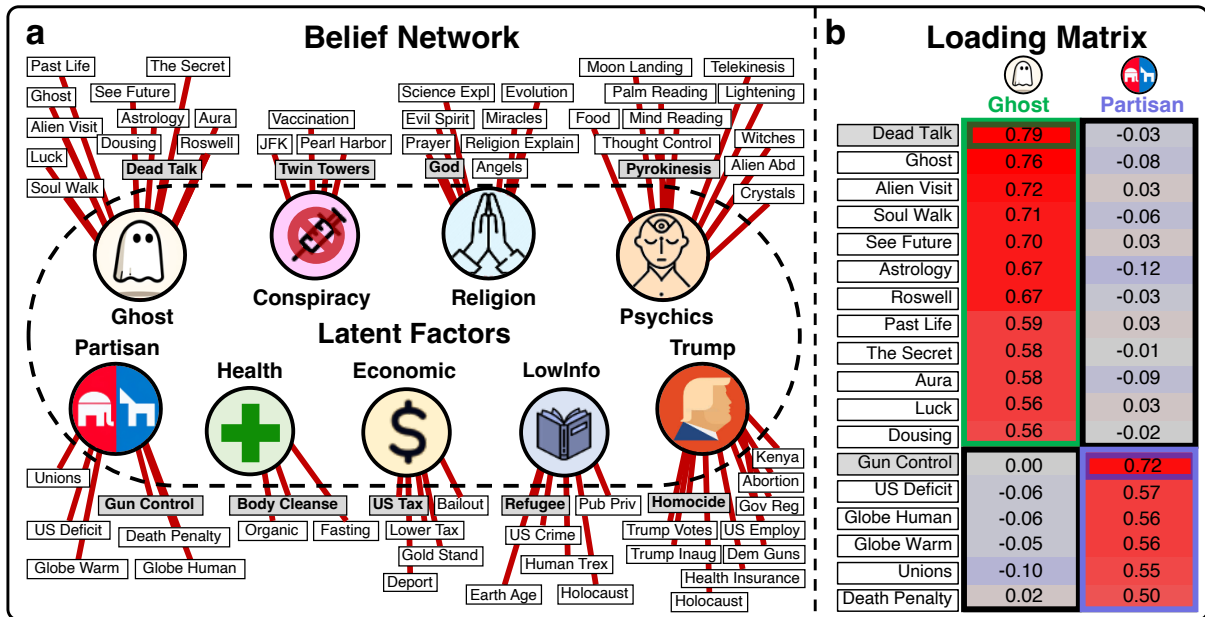 a
Belief Network
Past Life
The Secret
Ghost
See Future
Alien Visit
Astrology
Aura
Luck
Dousing
Roswell
Soul Walk
Dead Talk
Vaccination
JFK
Pearl Harbor
Twin Towers
Science Expl
Evolution
Evil Spirit
Miracles
Prayer
Religion Explain
God
Angels
Moon Landing
Telekinesis
Palm Reading
Lightening
Food
Mind Reading
Thought Control
Witches
Pyrokinesis
Alien Abd
Crystals
Ghost
Conspiracy
Religion
Psychics
Latent Factors
Partisan
Health
Economic
LowInfo
Trump
Unions
Gun Control
US Deficit
Death Penalty
Globe Warm
Globe Human
Body Cleanse
Organic
Fasting
US Tax
Bailout
Lower Tax
Gold Stand
Deport
Refugee
Pub Priv
US Crime
Human Trex
Earth Age
Holocaust
Kenya
Abortion
Homocide
Gov Reg
Trump Votes
US Employ
Trump Inaug
Dem Guns
Health Insurance
Holocaust
b
Loading Matrix
Ghost Partisan
Dead Talk 0.79 -0.03
Ghost 0.76 -0.08
Alien Visit 0.72 0.03
Soul Walk 0.71 -0.06
See Future 0.70 0.03
Astrology 0.67 -0.12
Roswell 0.67 -0.03
Past Life 0.59 0.03
The Secret 0.58 -0.01
Aura 0.58 -0.09
Luck 0.56 0.03
Dousing 0.56 -0.02
Gun Control 0.00 0.72
US Deficit -0.06 0.57
Globe Human -0.06 0.56
Globe Warm -0.05 0.56
Unions -0.10 0.55
Death Penalty 0.02 0.50